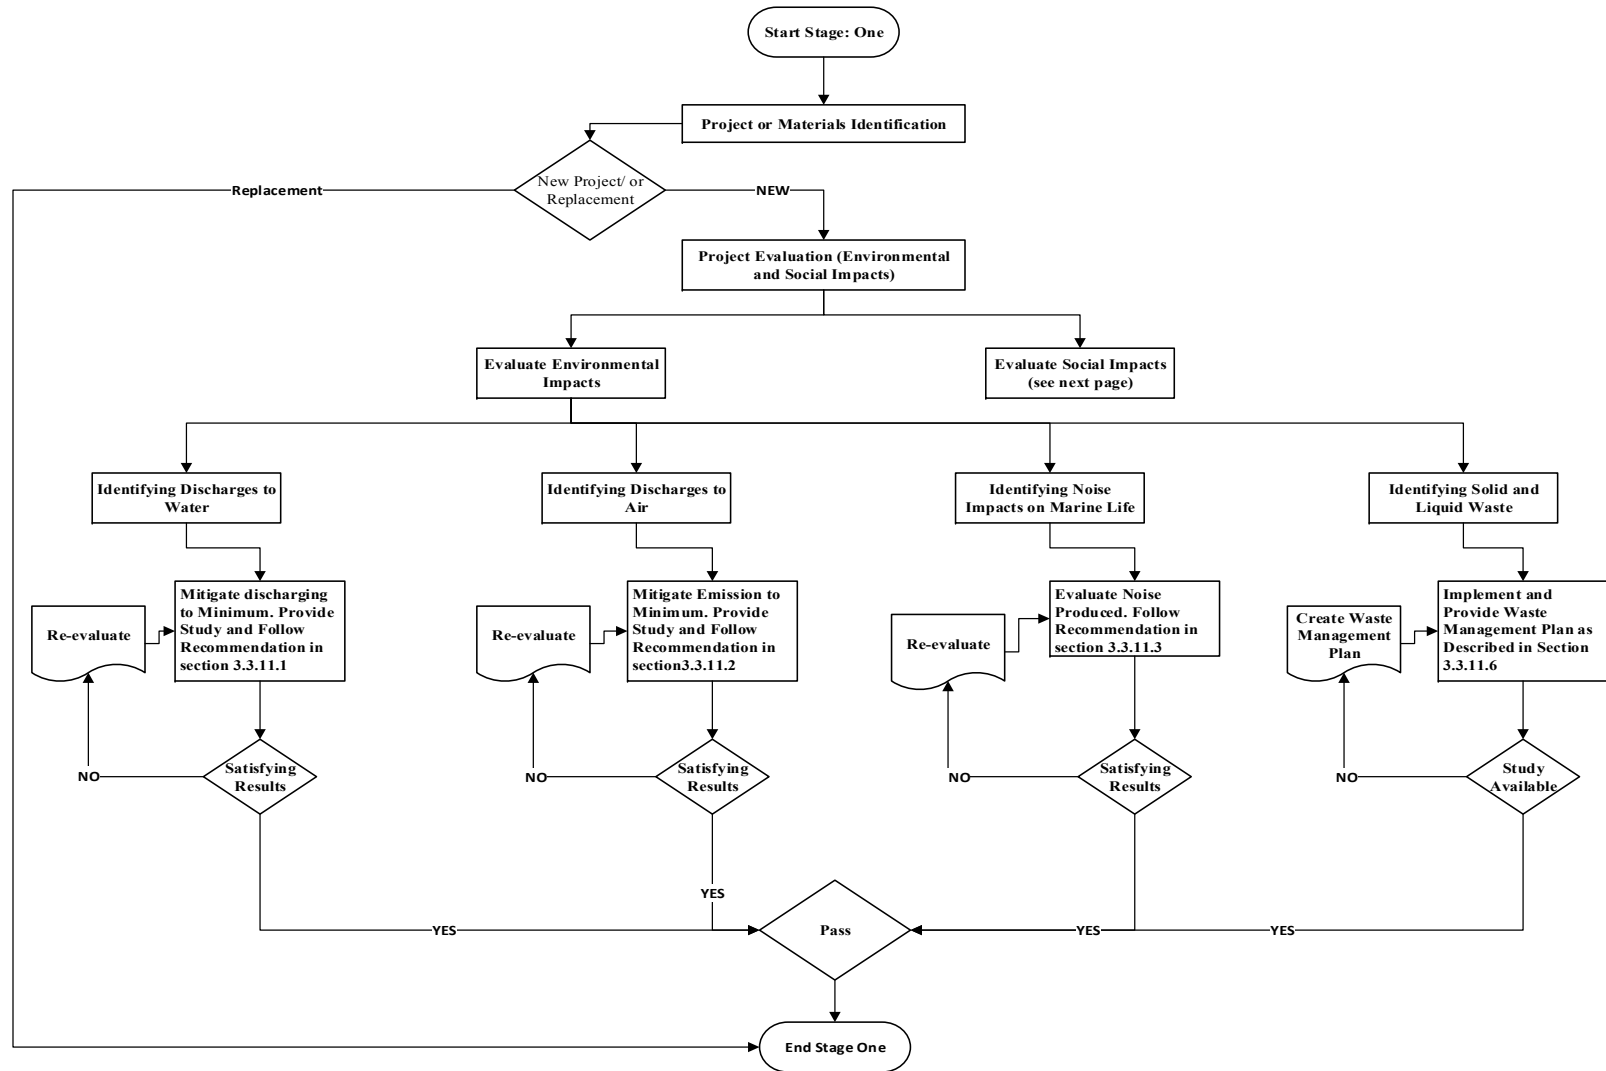 Start Stage: One
Project or Materials Identification
New Project/ or
Replacement
Replacement
NEW
Project Evaluation (Environmental
and Social Impacts)
Evaluate Environmental
Impacts
Evaluate Social Impacts
(see next page)
Identifying Discharges to
Water
Identifying Discharges to
Air
Identifying Noise
Impacts on Marine Life
Identifying Solid and
Liquid Waste
Re-evaluate
Mitigate discharging
to Minimum. Provide
Study and Follow
Recommendation in
section 3.3.11.1
Re-evaluate
Mitigate Emission to
Minimum. Provide
Study and Follow
Recommendation in
section3.3.11.2
Re-evaluate
Evaluate Noise
Produced. Follow
Recommendation in
section 3.3.11.3
Create Waste
Management
Plan
Implement and
Provide Waste
Management Plan as
Described in Section
3.3.11.6
NO
Satisfying
Results
NO
Satisfying
Results
NO
Satisfying
Results
NO
Study
Available
YES
YES
Pass
YES
YES
End Stage One